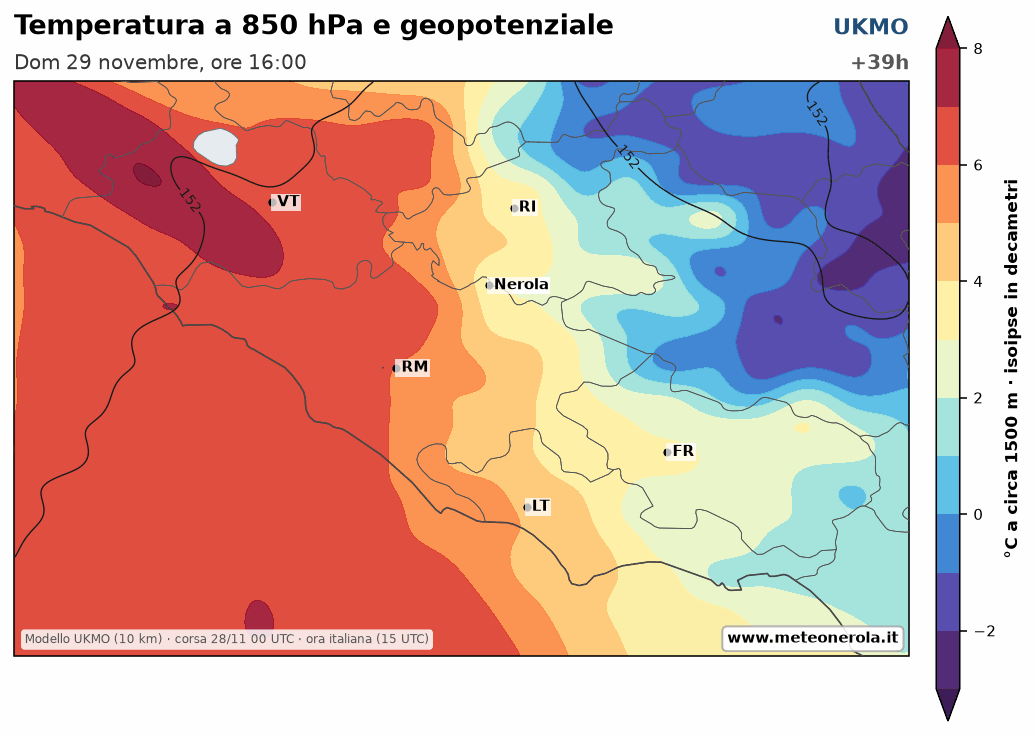 Temperatura a 850 hPa e geopotenziale
UKMO
Dom 29 novembre, ore 16:00
+39h
152
152
152
VT
RI
Nerola
RM
FR
LT
8
6
4
2
0
−2
°C a circa 1500 m · isoipse in decametri
Modello UKMO (10 km) · corsa 28/11 00 UTC · ora italiana (15 UTC)
www.meteonerola.it